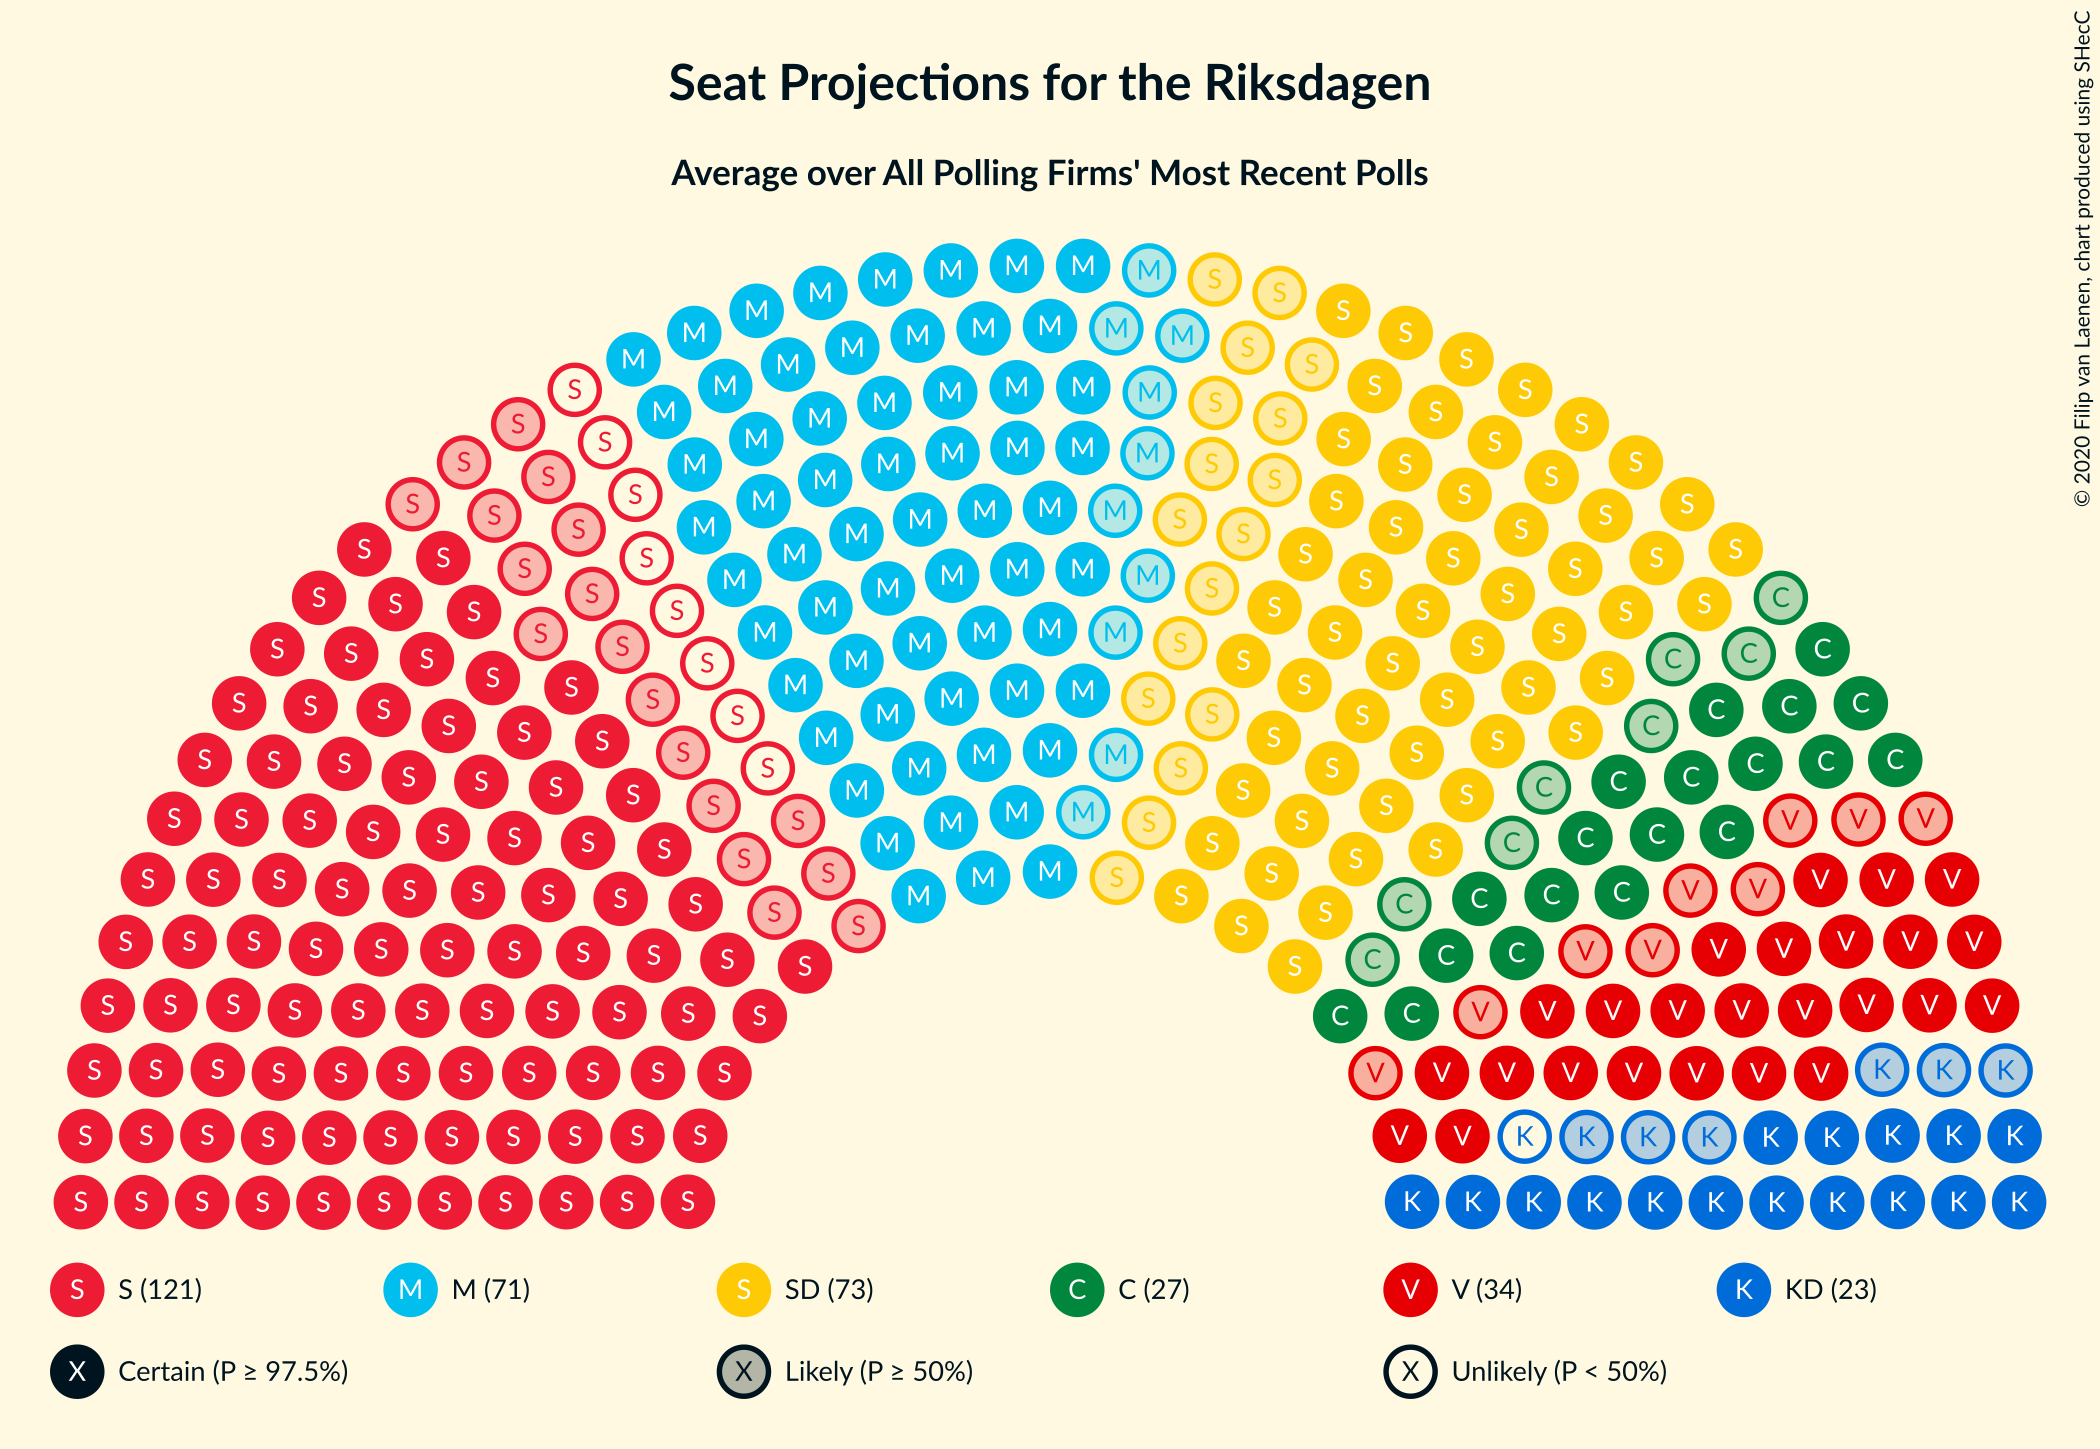 © 2020 Filip van Laenen, chart produced using SHecC
Seat Projections for the Riksdagen
Average over All Polling Firms' Most Recent Polls
S S (121) M M (71) S SD (73) C C (27) V V (34) K KD (23)
X Certain (P ≥ 97.5%) X Likely (P ≥ 50%) X Unlikely (P < 50%)